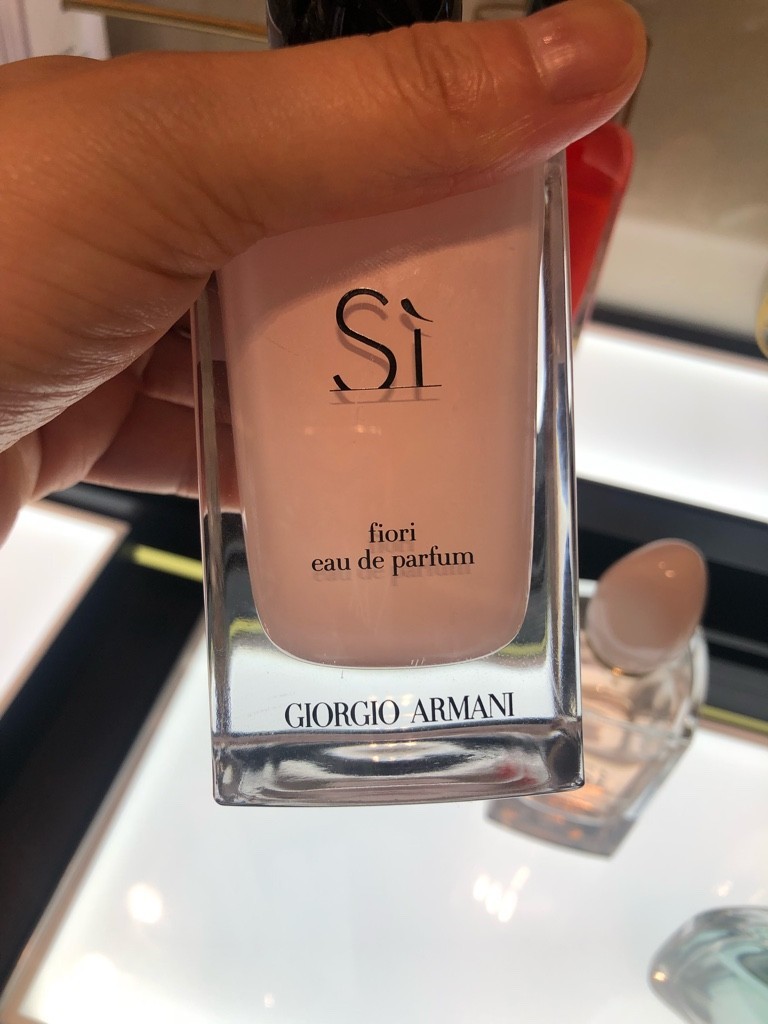 Sì
fiori
eau de parfum
GIORGIO ARMANI